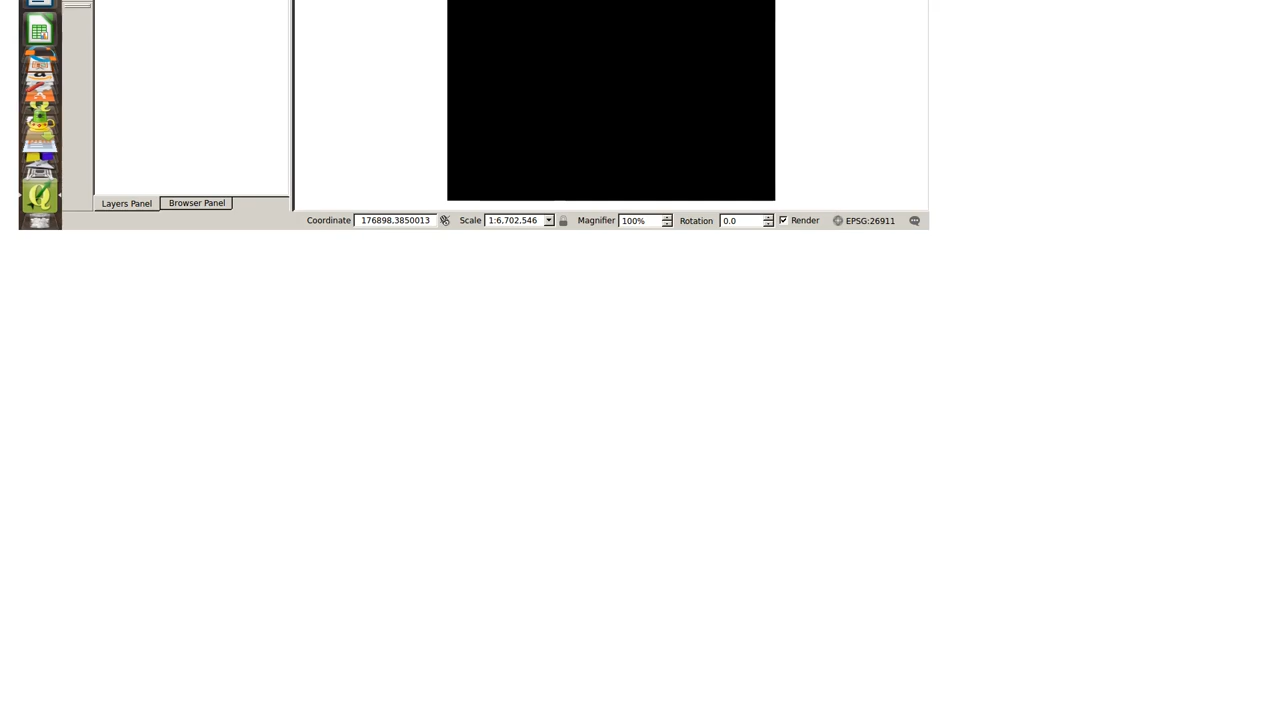 Layers Panel Browser Panel
Coordinate 176898,3850013 Scale 1:6,702,546 Magnifier 100% Rotation 0.0 Render EPSG:26911